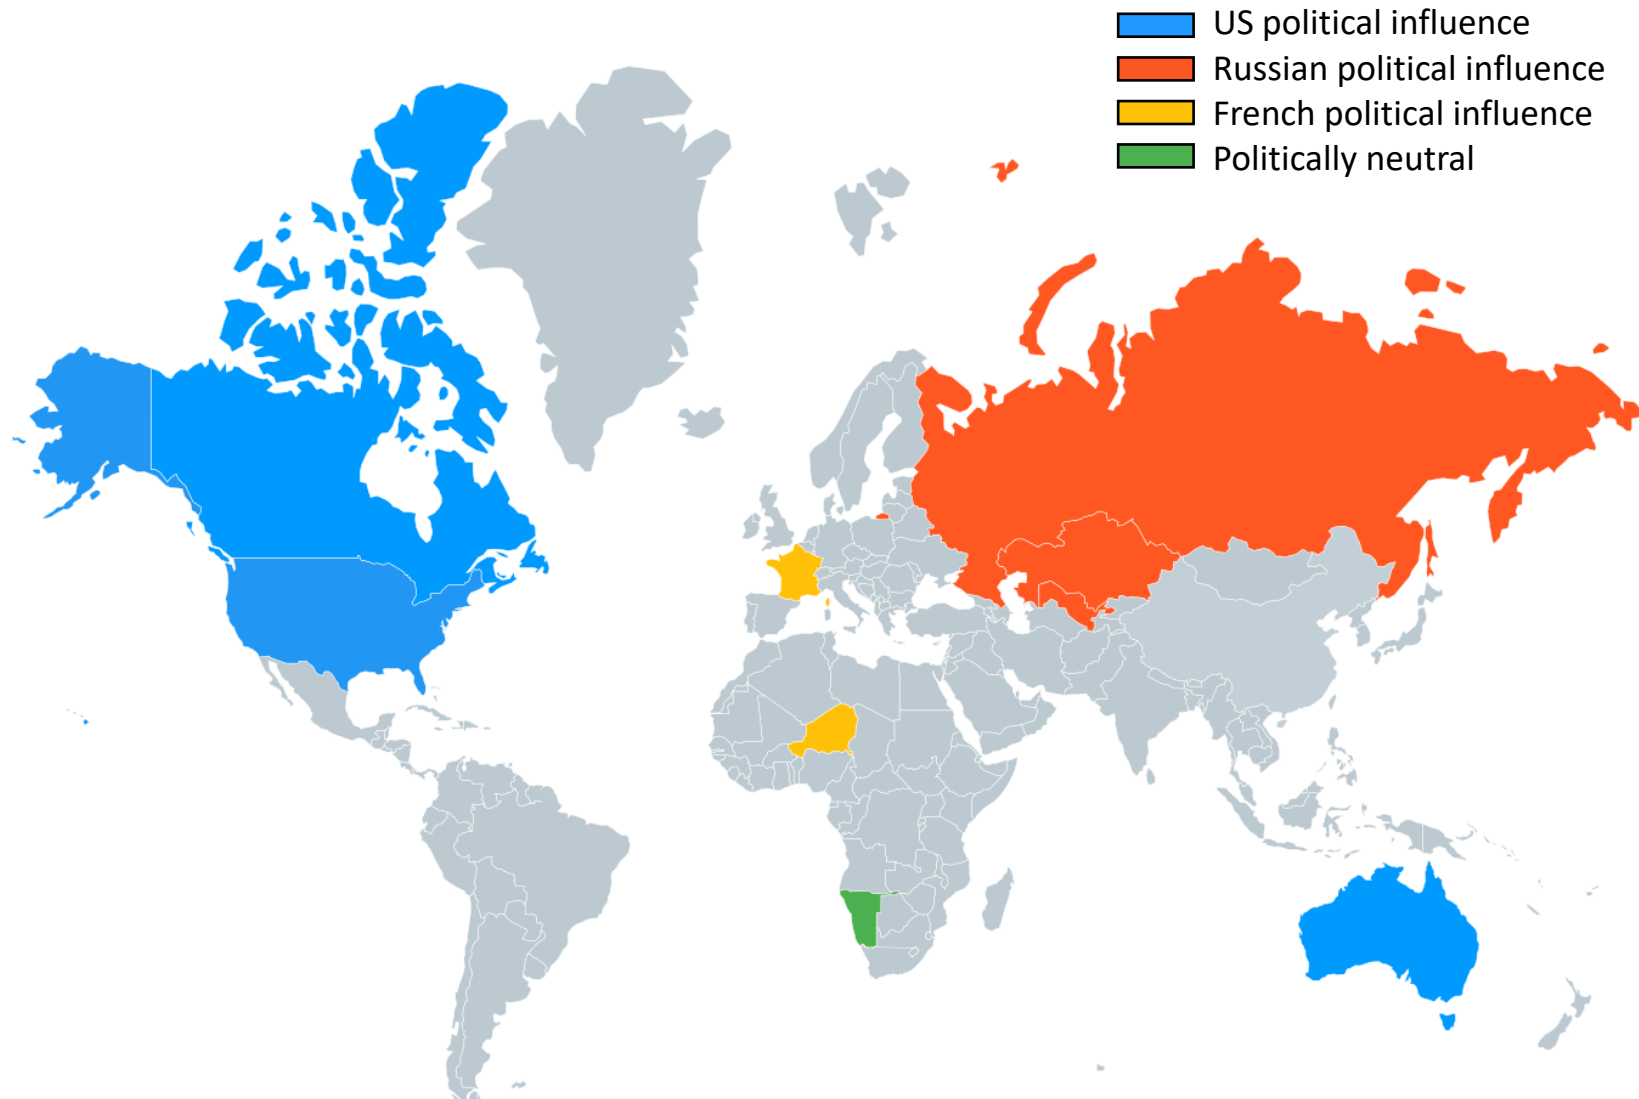 US political influence
Russian political influence
French political influence
Politically neutral